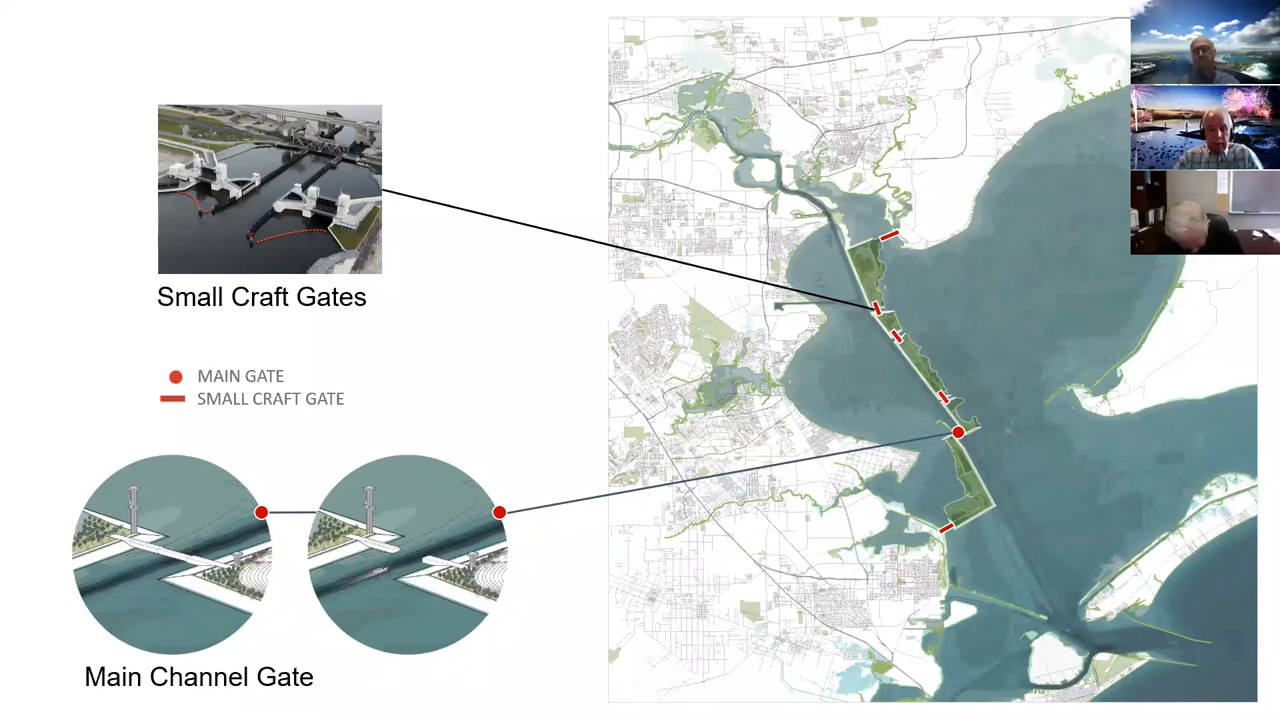 Small Craft Gates
MAIN GATE
SMALL CRAFT GATE
Main Channel Gate